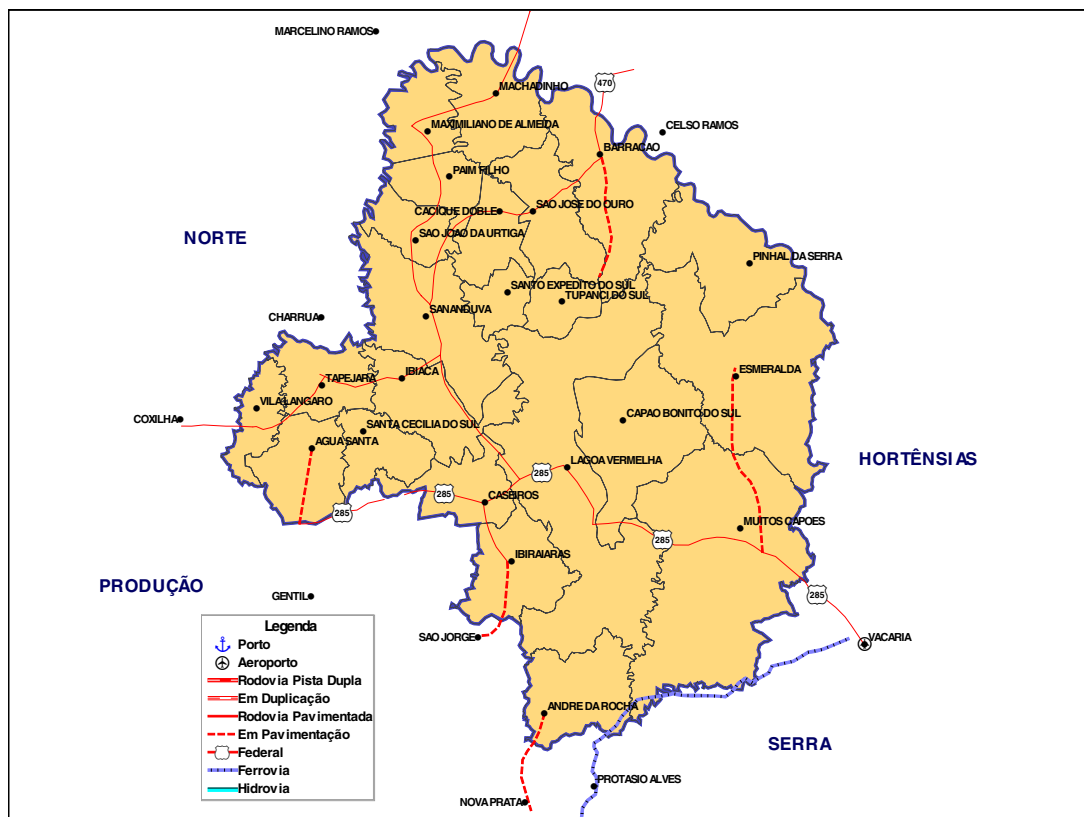 MARCELINO RAMOS
470
MACHADINHO
MAXIMILIANO DE ALMEIDA
CELSO RAMOS
BARRACAO
PAIM FILHO
CACIQUE DOBLE
SAO JOSE DO OURO
NORTE
SAO JOAO DA URTIGA
PINHAL DA SERRA
SANTO EXPEDITO DO SUL
TUPANCI DO SUL
CHARRUA
SANANDUVA
ESMERALDA
IBIACA
TAPEJARA
VILA LANGARO
COXILHA
CAPAO BONITO DO SUL
SANTA CECILIA DO SUL
AGUA SANTA
HORTÊNSIAS
LAGOA VERMELHA
285
285
CASEIROS
285
MUITOS CAPOES
285
IBIRAIARAS
PRODUÇÃO
GENTIL
285
SAO JORGE
VACARIA
ANDRE DA ROCHA
SERRA
PROTASIO ALVES
NOVA PRATA
Legenda
Porto
Aeroporto
Rodovia Pista Dupla
Em Duplicação
Rodovia Pavimentada
Em Pavimentação
Federal
Ferrovia
Hidrovia